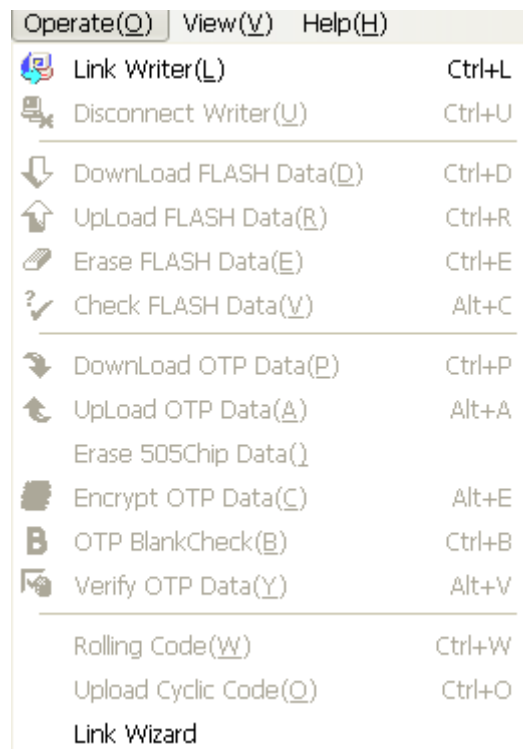 Operate(O) View(V) Help(H)
Link Writer(L) Ctrl+L
Disconnect Writer(U) Ctrl+U
DownLoad FLASH Data(D) Ctrl+D
UpLoad FLASH Data(R) Ctrl+R
Erase FLASH Data(E) Ctrl+E
Check FLASH Data(V) Alt+C
DownLoad OTP Data(P) Ctrl+P
UpLoad OTP Data(A) Alt+A
Erase 505Chip Data()
Encrypt OTP Data(C) Alt+E
OTP BlankCheck(B) Ctrl+B
Verify OTP Data(Y) Alt+V
Rolling Code(W) Ctrl+W
Upload Cyclic Code(O) Ctrl+O
Link Wizard